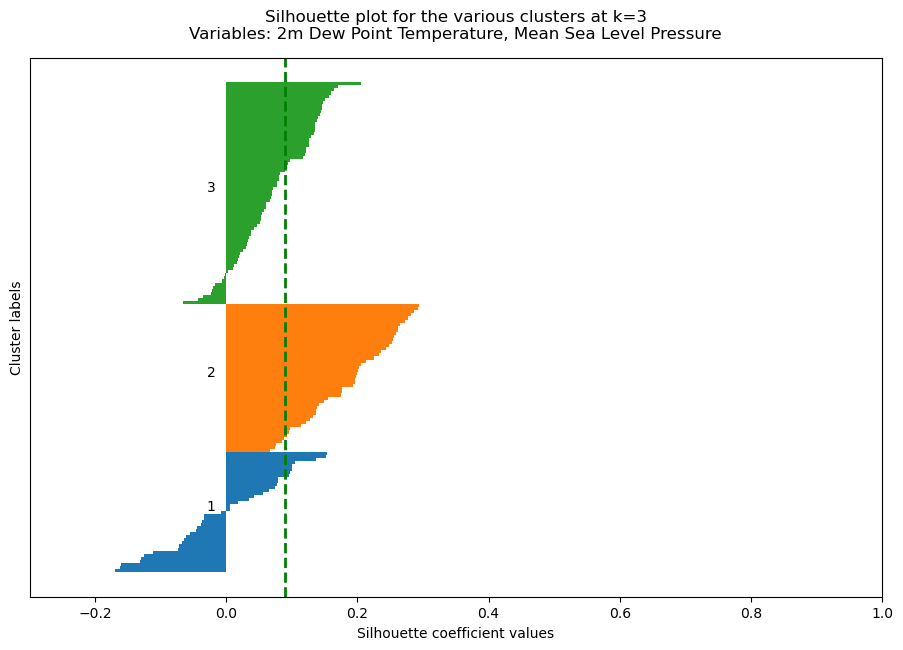 Silhouette plot for the various clusters at k=3
Variables: 2m Dew Point Temperature, Mean Sea Level Pressure
Cluster labels
3
2
1
−0.2 0.0 0.2 0.4 0.6 0.8 1.0
Silhouette coefficient values